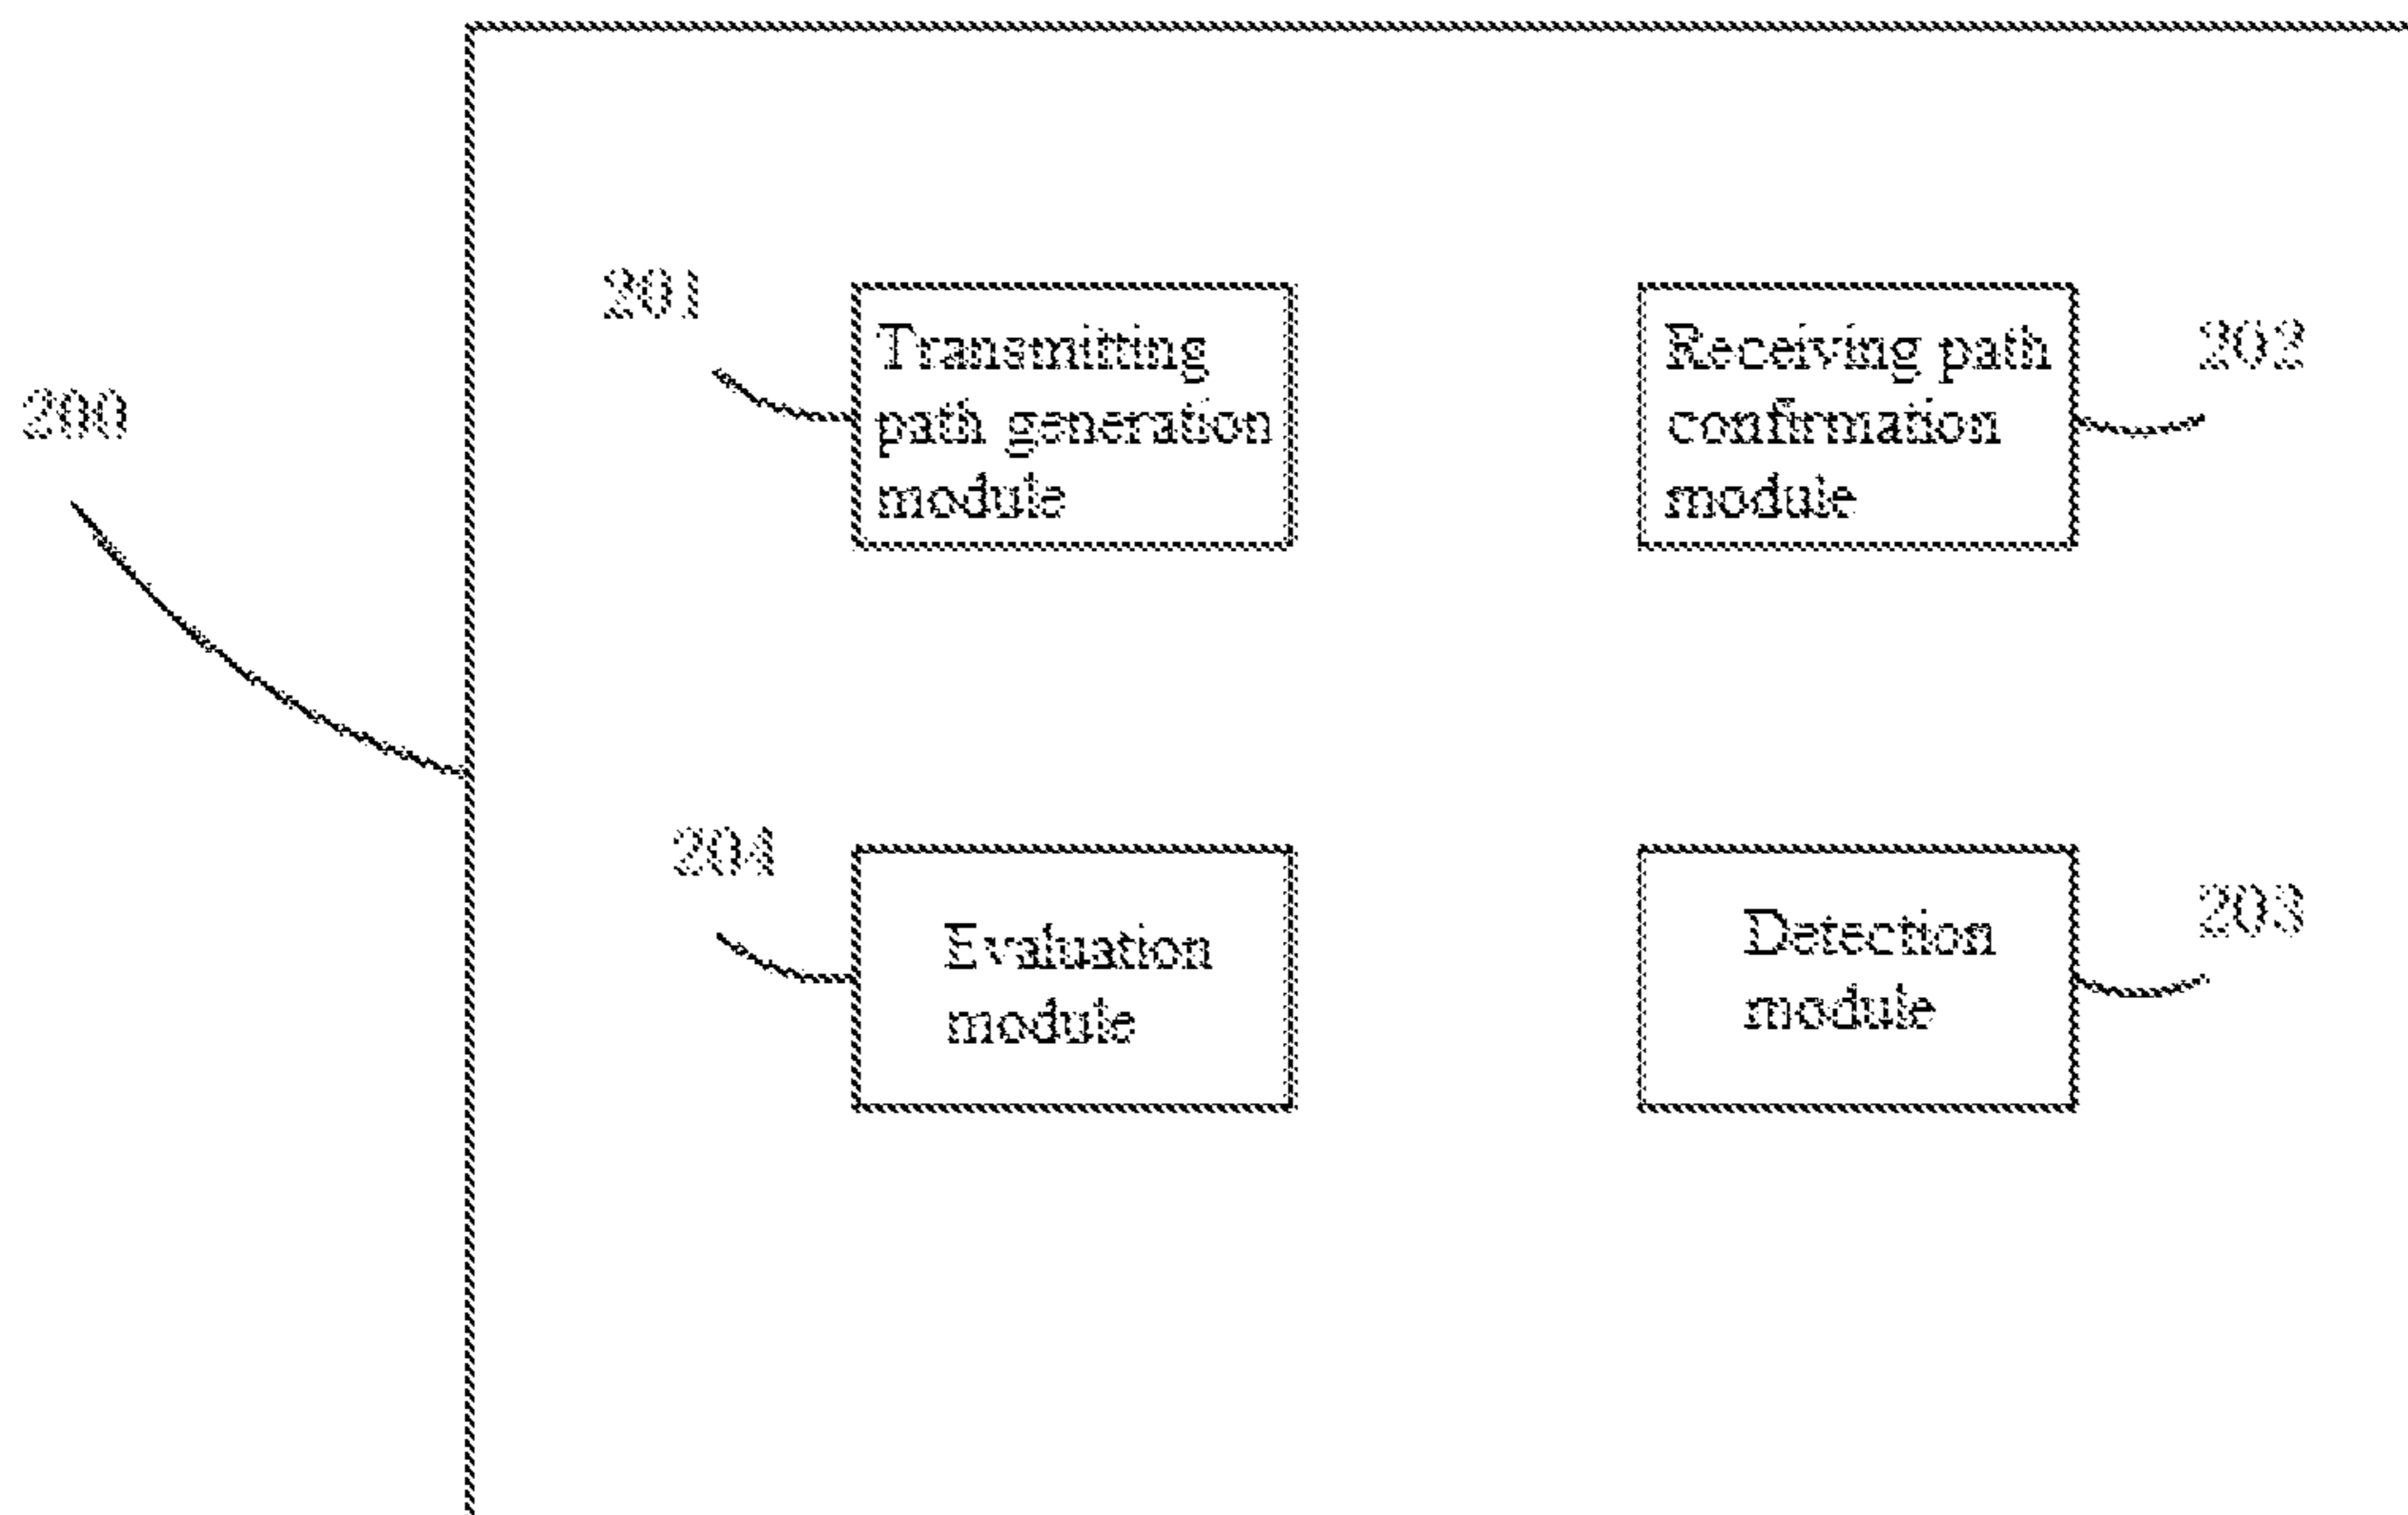 201
Transmitting
path generation
module
Receiving path
confirmation
module
202
200
204
Evaluation
module
Detection
module
203